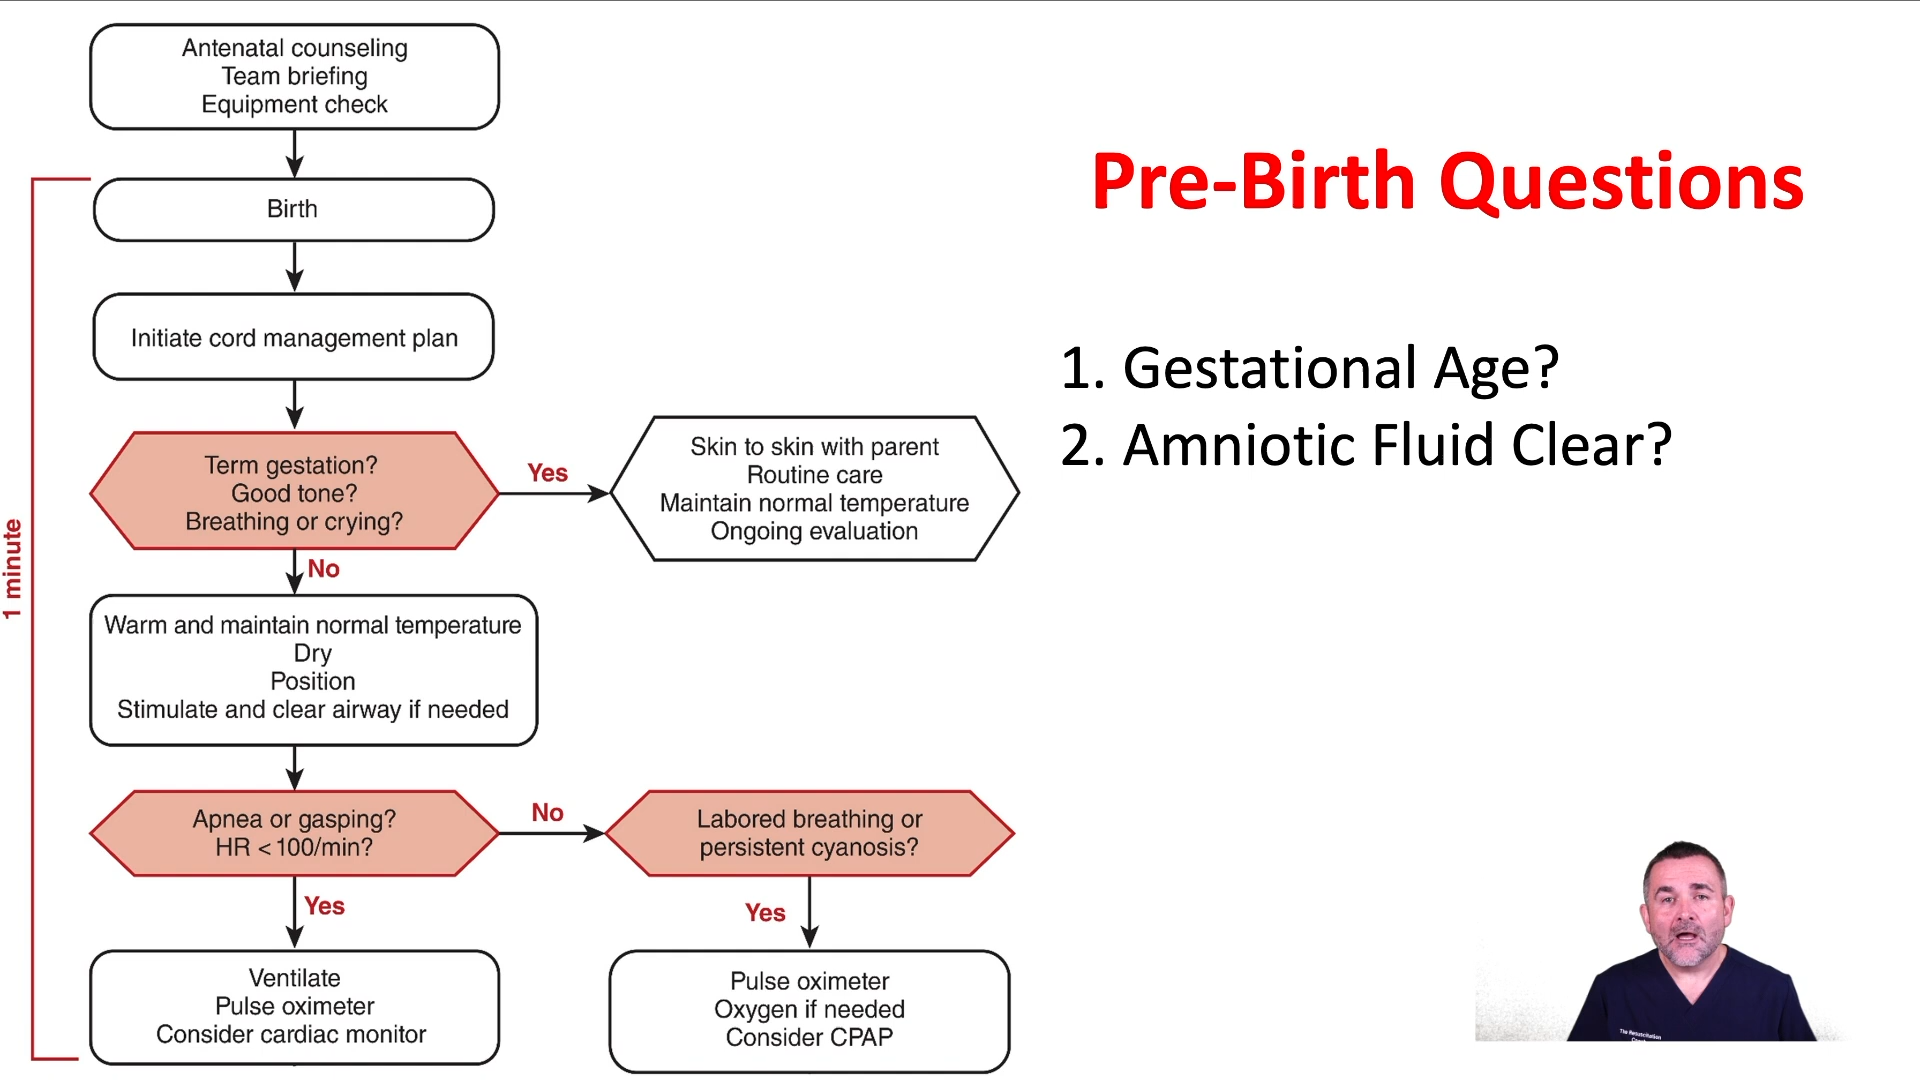 Antenatal counseling
Team briefing
Equipment check
Birth
Initiate cord management plan
Term gestation?
Good tone?
Breathing or crying?
Yes
Skin to skin with parent
Routine care
Maintain normal temperature
Ongoing evaluation
No
Warm and maintain normal temperature
Dry
Position
Stimulate and clear airway if needed
Apnea or gasping?
HR < 100/min?
No
Labored breathing or
persistent cyanosis?
Yes
Yes
Ventilate
Pulse oximeter
Consider cardiac monitor
Pulse oximeter
Oxygen if needed
Consider CPAP
1 minute
Pre-Birth Questions
1. Gestational Age?
2. Amniotic Fluid Clear?
The Resuscitation